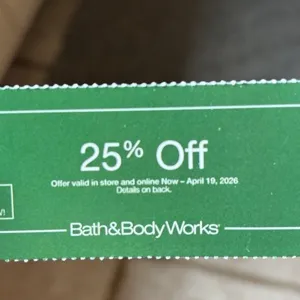 25% Off
Offer valid in store and online Now – April 19, 2026
Details on back.
Bath&BodyWorks®